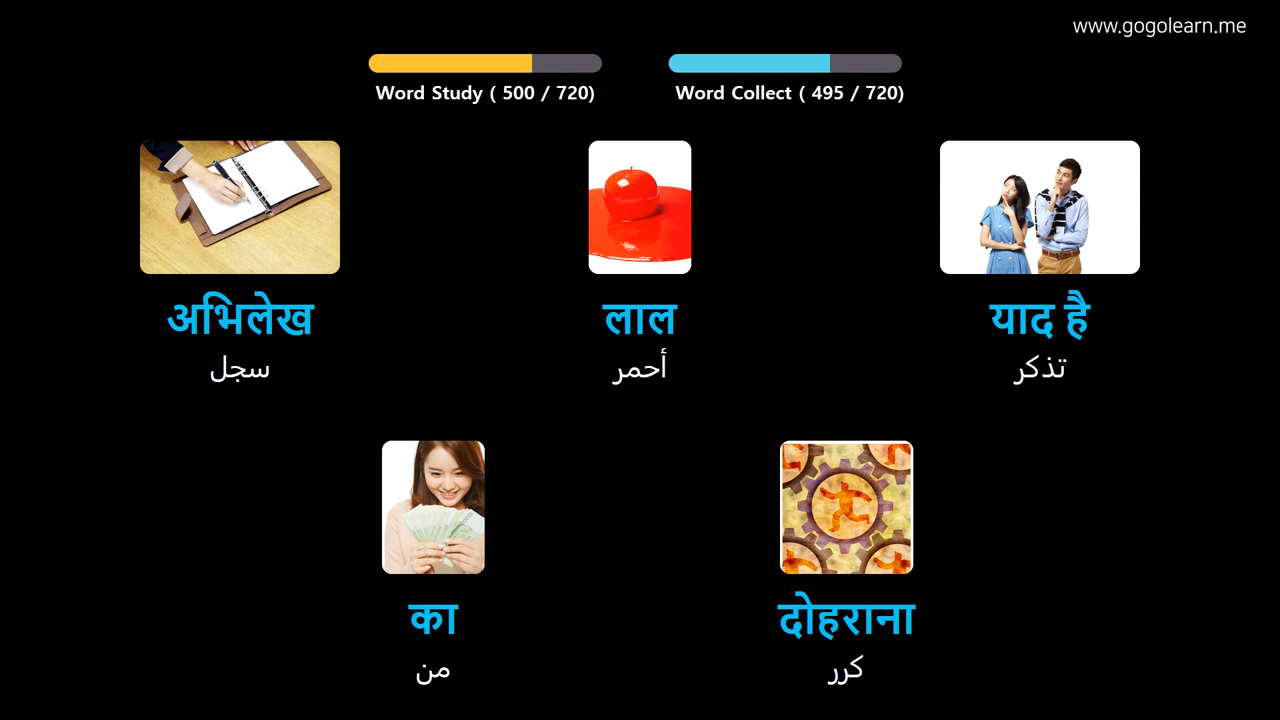 www.gogolearn.me
Word Study ( 500 / 720)
Word Collect ( 495 / 720)
अभिलेख
سجل
लाल
أحمر
याद है
تذكر
का
من
दोहराना
كرر